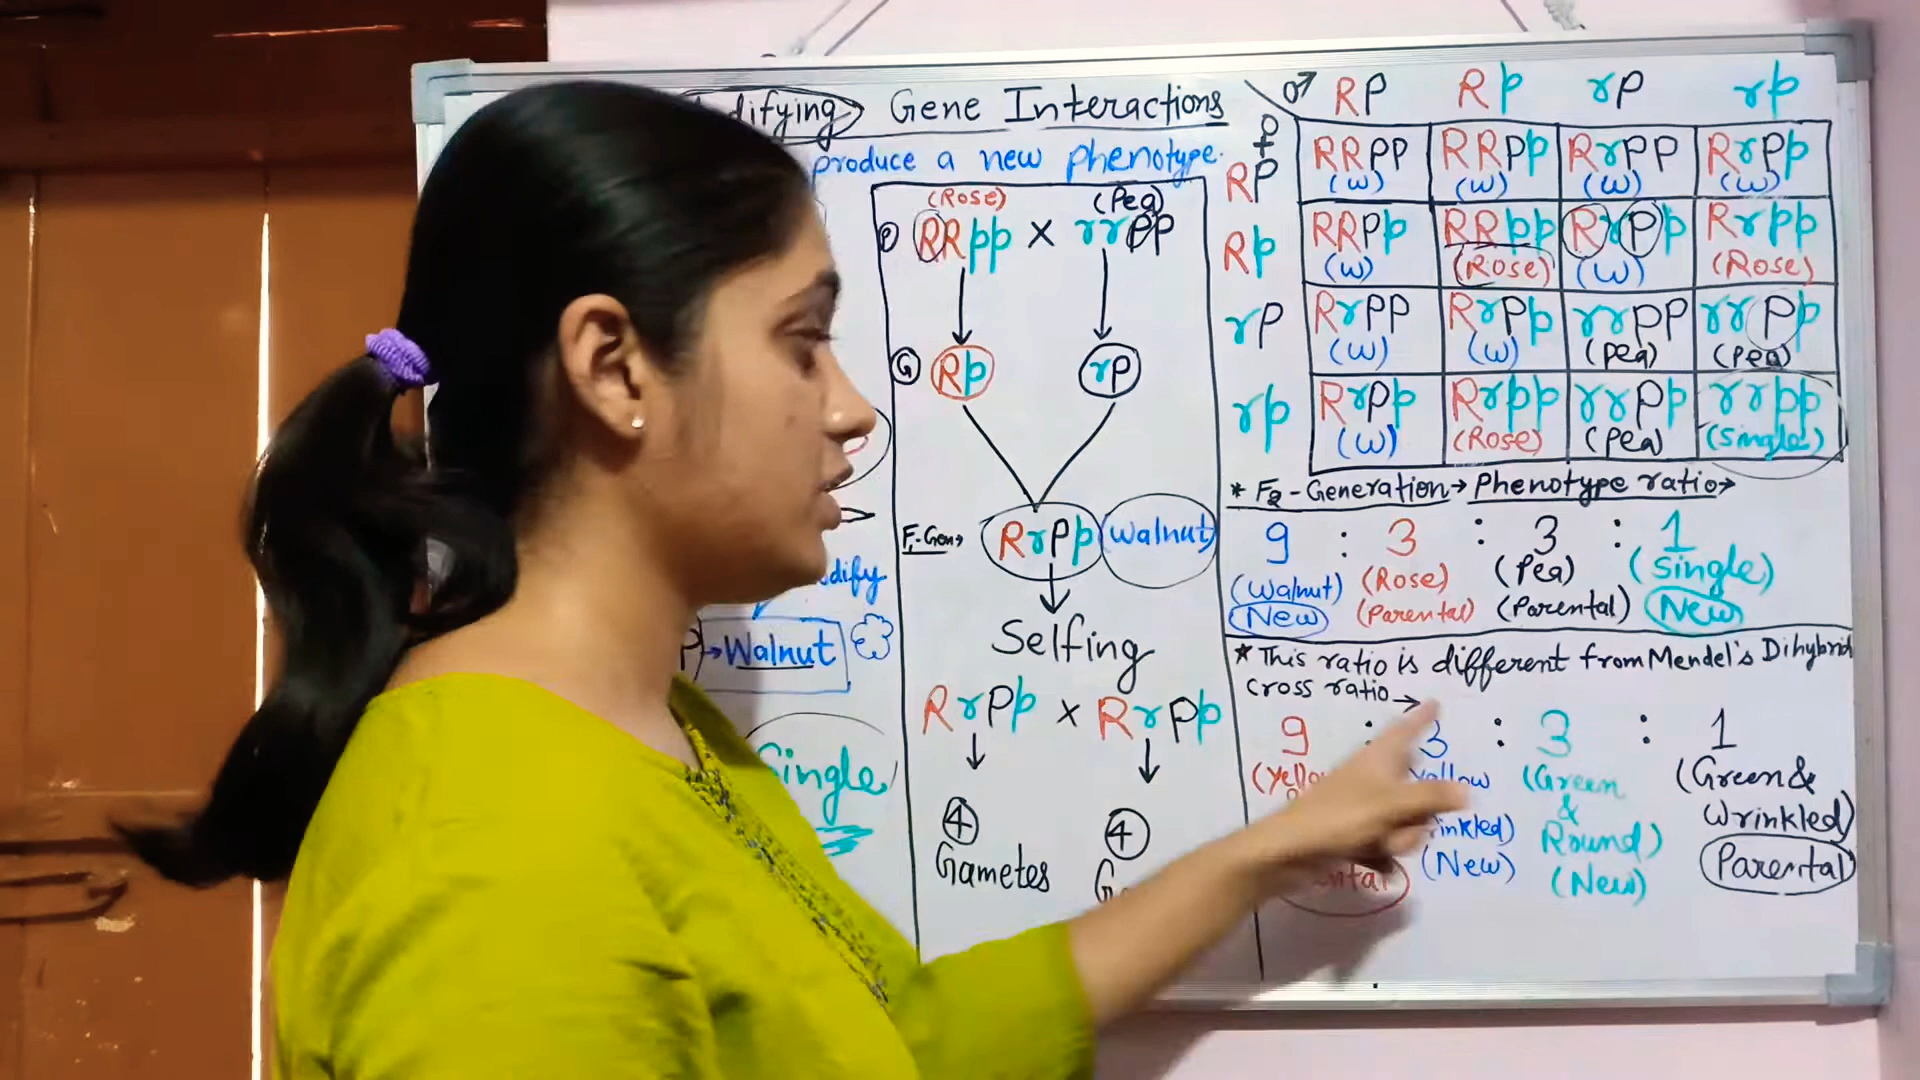 Gene Interactions
produce a new phenotype.
(Rose) (Pea)
P RRpp × rrPP
G Rp rP
F1-Gen→ RrPp Walnut
Selfing
RrPp × RrPp
4 4
Gametes
→Walnut
Single
♂ RP Rp rP rp
♀
RP RRPP RRPp RrPP RrPp
(W) (W) (W) (W)
Rp RRPp RRpp RrPp Rrpp
(W) (Rose) (W) (Rose)
rP RrPP RrPp rrPP rrPp
(W) (W) (Pea) (Pea)
rp RrPp Rrpp rrPp rrpp
(W) (Rose) (Pea) (Single)
* F2-Generation→Phenotype ratio→
9 : 3 : 3 : 1
(Walnut) (Rose) (Pea) (Single)
(New) (Parental) (Parental) (New)
* This ratio is different from Mendel's Dihybrid
Cross ratio→
9 : 3 : 3 : 1
(Green (Green &
& Wrinkled)
Round) (Parental)
(New) (New)